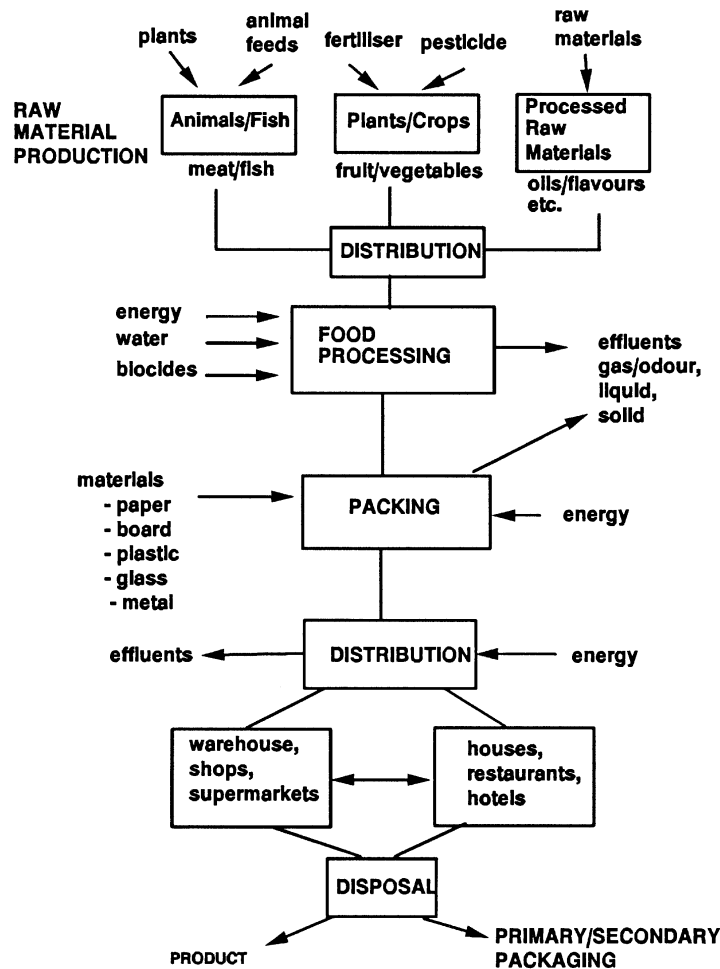 plants
animal
feeds
fertiliser
pesticide
raw
materials
RAW
MATERIAL
PRODUCTION
Animals/Fish
Plants/Crops
Processed
Raw
Materials
meat/fish
fruit/vegetables
oils/flavours
etc.
DISTRIBUTION
energy
water
biocides
FOOD
PROCESSING
effluents
gas/odour,
liquid,
solid
materials
- paper
- board
- plastic
- glass
- metal
PACKING
energy
effluents
DISTRIBUTION
energy
warehouse,
shops,
supermarkets
houses,
restaurants,
hotels
DISPOSAL
PRODUCT
PRIMARY/SECONDARY
PACKAGING